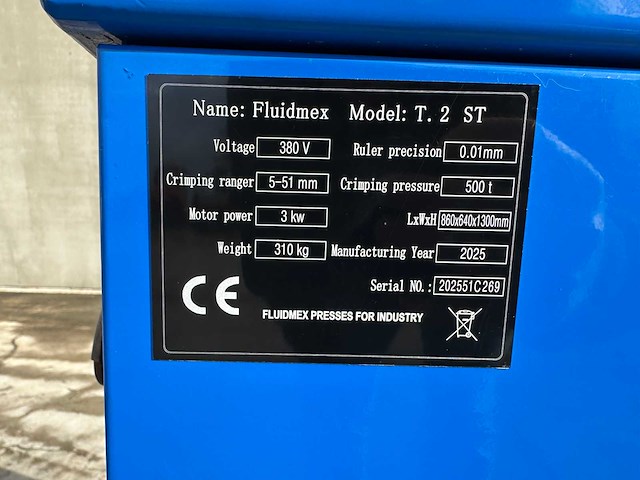 Name: Fluidmex Model: T. 2 ST
Voltage 380 V Ruler precision 0.01mm
Crimping ranger 5-51 mm Crimping pressure 500 t
Motor power 3 kw LxWxH 860x640x1300mm
Weight 310 kg Manufacturing Year 2025
Serial NO.: 202551C269
CE FLUIDMEX PRESSES FOR INDUSTRY